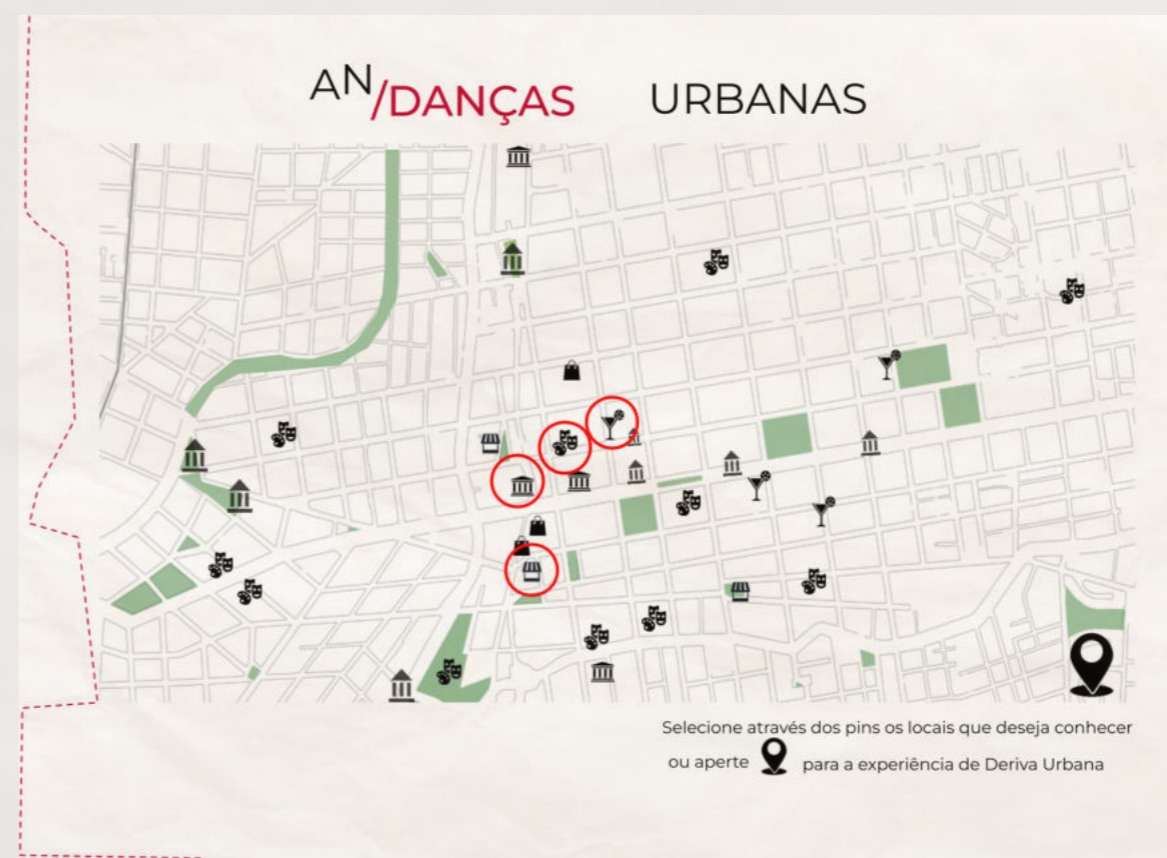 AN/DANÇAS URBANAS
Selecione através dos pins os locais que deseja conhecer
ou aperte para a experiência de Deriva Urbana